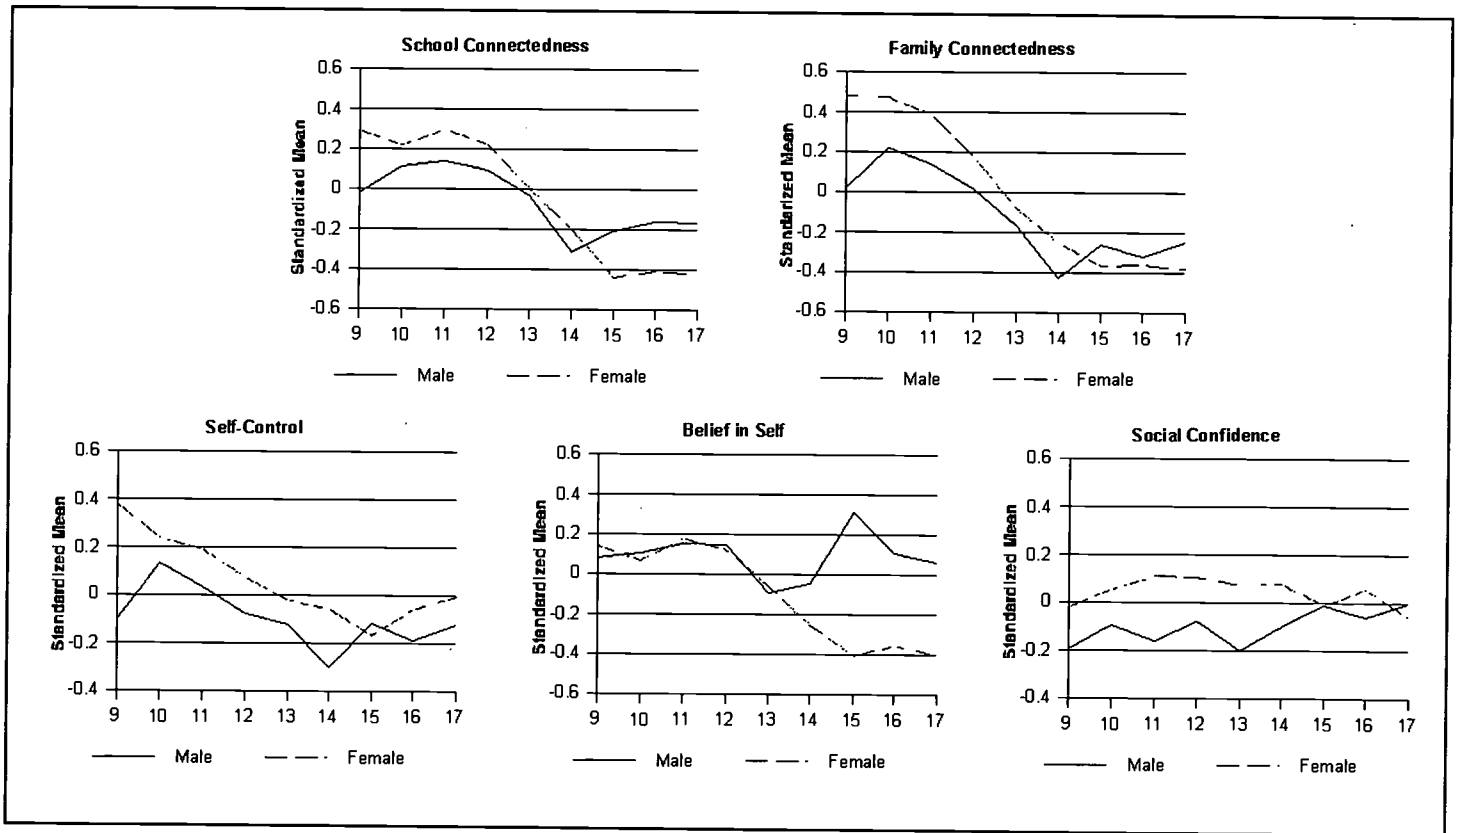 School Connectedness
Standardized Mean
0.6
0.4
0.2
0
-0.2
-0.4
-0.6
9 10 11 12 13 14 15 16 17
Male Female
Family Connectedness
Standardized Mean
0.6
0.4
0.2
0
-0.2
-0.4
-0.6
9 10 11 12 13 14 15 16 17
Male Female
Self-Control
Standardized Mean
0.6
0.4
0.2
0
-0.2
-0.4
9 10 11 12 13 14 15 16 17
Male Female
Belief in Self
Standardized Mean
0.6
0.4
0.2
0
-0.2
-0.4
-0.6
9 10 11 12 13 14 15 16 17
Male Female
Social Confidence
Standardized Mean
0.6
0.4
0.2
0
-0.2
-0.4
9 10 11 12 13 14 15 16 17
Male Female